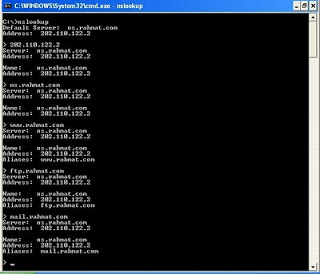 C:\WINDOWS\System32\cmd.exe - nslookup
C:\>nslookup
Default Server:  ns.rahmat.com
Address:  202.110.122.2
> 202.110.122.2
Server:  ns.rahmat.com
Address:  202.110.122.2
Name:    ns.rahmat.com
Address:  202.110.122.2
> ns.rahmat.com
Server:  ns.rahmat.com
Address:  202.110.122.2
Name:    ns.rahmat.com
Address:  202.110.122.2
> www.rahmat.com
Server:  ns.rahmat.com
Address:  202.110.122.2
Name:    ns.rahmat.com
Address:  202.110.122.2
Aliases:  www.rahmat.com
> ftp.rahmat.com
Server:  ns.rahmat.com
Address:  202.110.122.2
Name:    ns.rahmat.com
Address:  202.110.122.2
Aliases:  ftp.rahmat.com
> mail.rahmat.com
Server:  ns.rahmat.com
Address:  202.110.122.2
Name:    ns.rahmat.com
Address:  202.110.122.2
Aliases:  mail.rahmat.com
> _